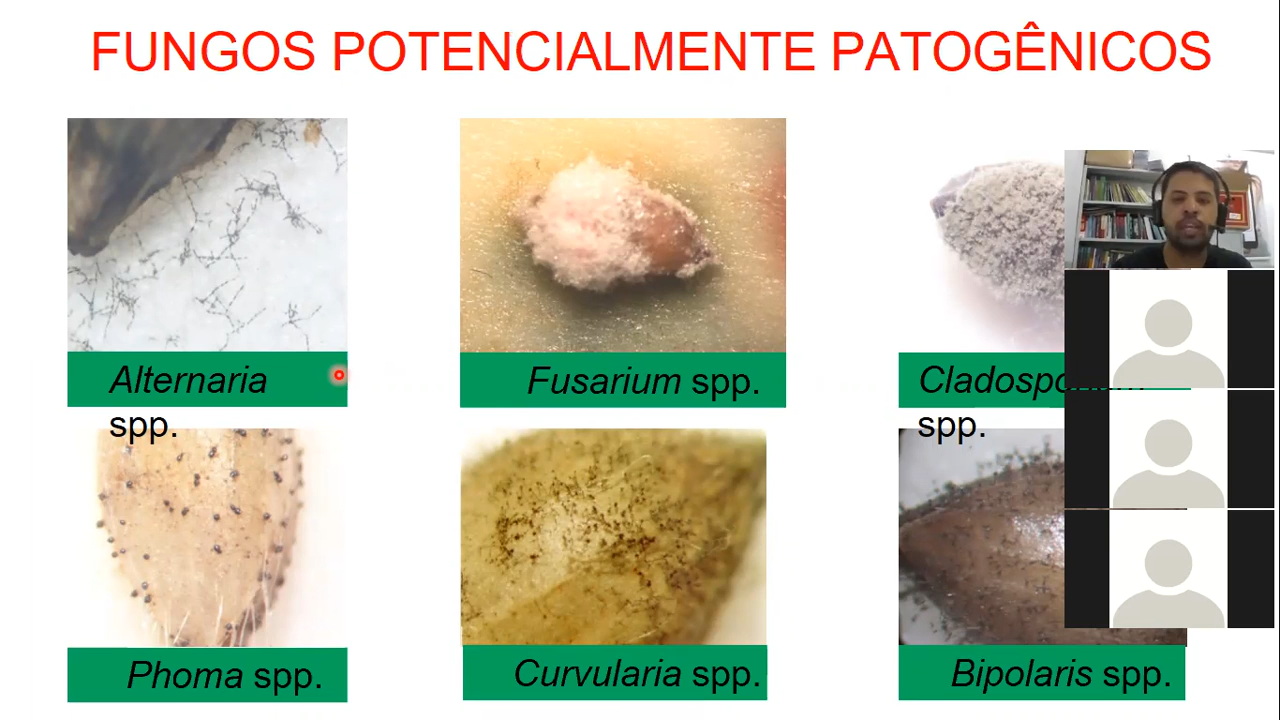 FUNGOS POTENCIALMENTE PATOGÊNICOS
Alternaria
spp.
Fusarium spp.
spp.
Phoma spp.
Curvularia spp.
Bipolaris spp.